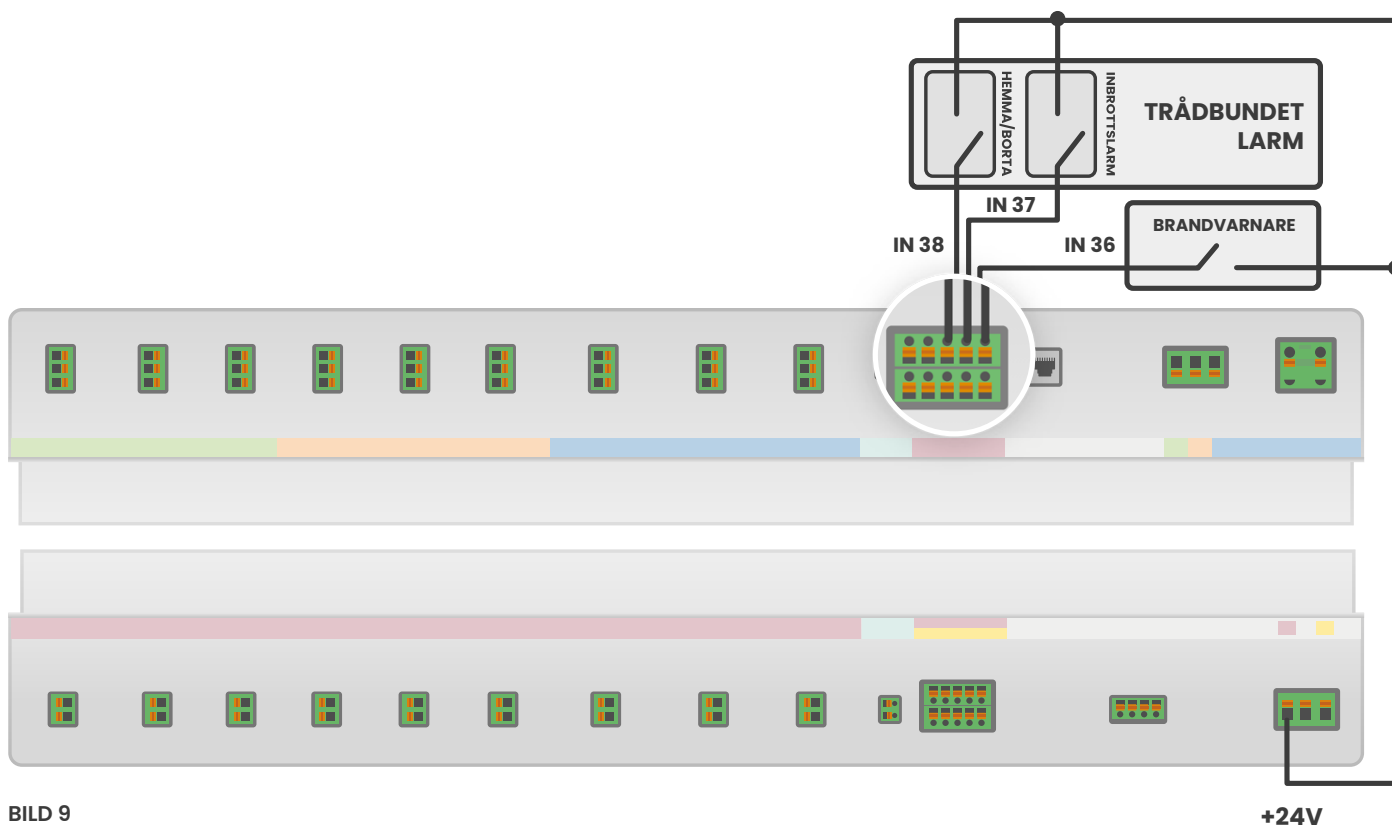 HEMMA/BORTA
INBROTTSLARM
TRÅDBUNDET
LARM
IN 37
IN 38
IN 36
BRANDVARNARE
BILD 9
+24V